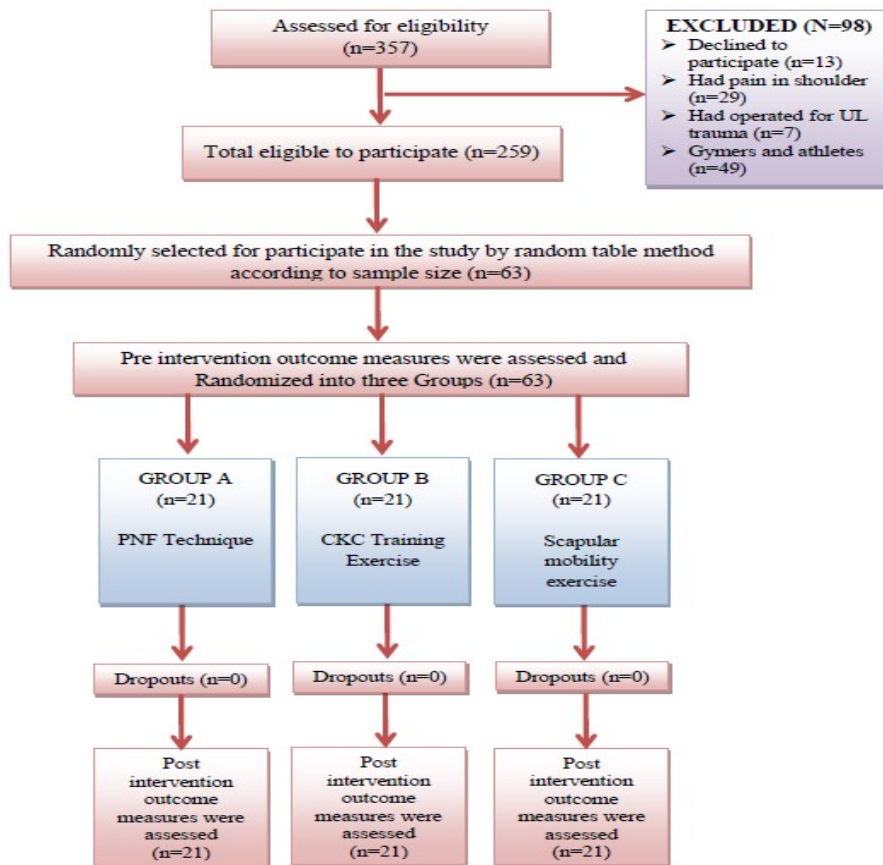 Assessed for eligibility
(n=357)
EXCLUDED (N=98)
➤ Declined to
participate (n=13)
➤ Had pain in shoulder
(n=29)
➤ Had operated for UL
trauma (n=7)
➤ Gymers and athletes
(n=49)
Total eligible to participate (n=259)
Randomly selected for participate in the study by random table method
according to sample size (n=63)
Pre intervention outcome measures were assessed and
Randomized into three Groups (n=63)
GROUP A
(n=21)
PNF Technique
GROUP B
(n=21)
CKC Training
Exercise
GROUP C
(n=21)
Scapular
mobility
exercise
Dropouts (n=0)
Dropouts (n=0)
Dropouts (n=0)
Post
intervention
outcome
measures were
assessed
(n=21)
Post
intervention
outcome
measures were
assessed
(n=21)
Post
intervention
outcome
measures were
assessed
(n=21)